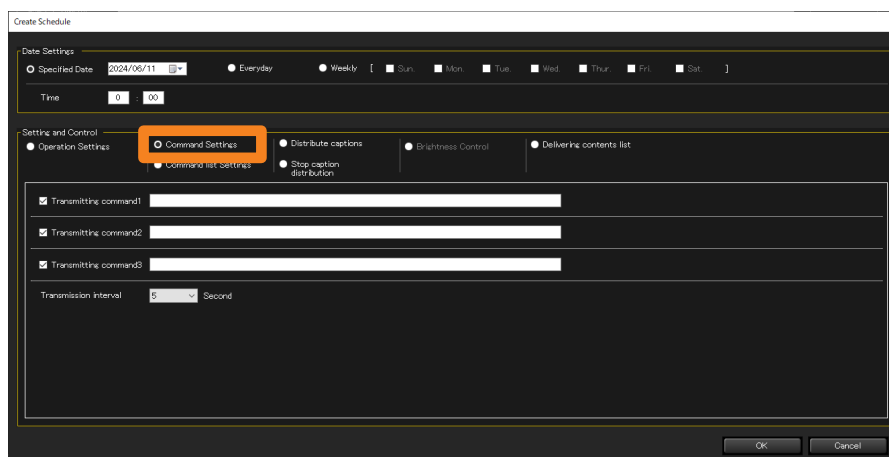 Create Schedule
Date Settings
Specified Date 2024/06/11 Everyday Weekly [ Sun. Mon. Tue. Wed. Thur. Fri. Sat. ]
Time 0 : 00
Setting and Control
Operation Settings Command Settings Distribute captions Brightness Control Delivering contents list
Command list Settings Stop caption
distribution
Transmitting command1
Transmitting command2
Transmitting command3
Transmission interval 5 Second
OK Cancel